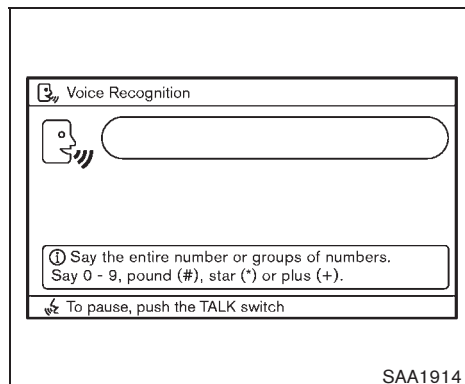 Voice Recognition
ⓘ Say the entire number or groups of numbers.
Say 0 - 9, pound (#), star (*) or plus (+).
To pause, push the TALK switch
SAA1914